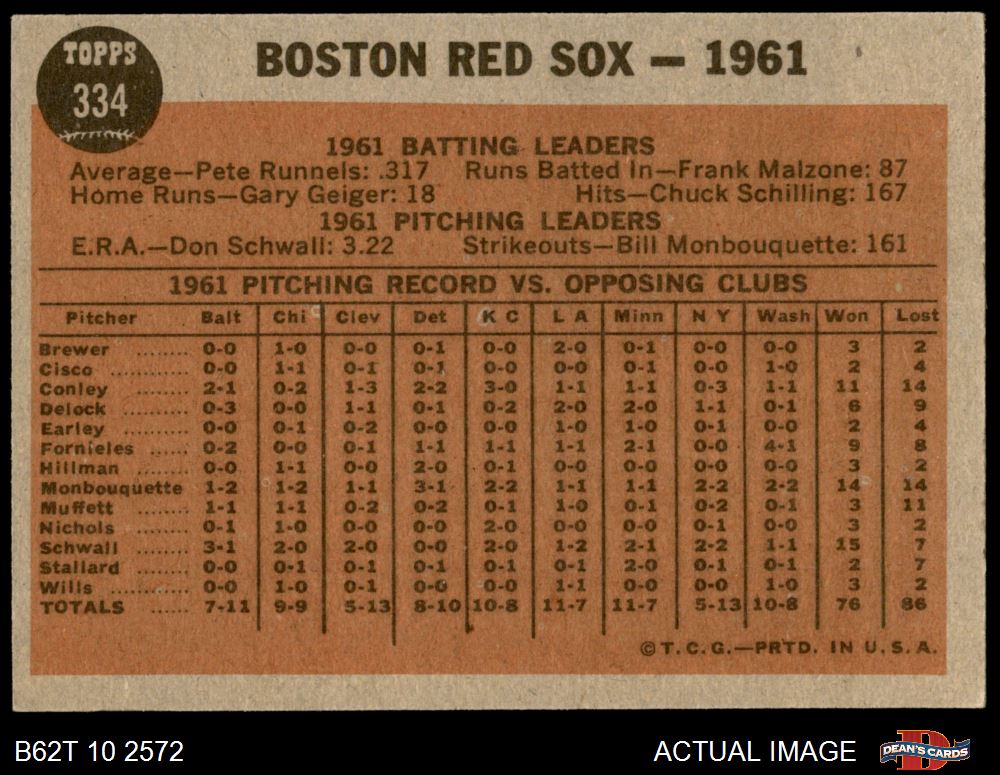 TOPPS
334
BOSTON RED SOX — 1961
1961 BATTING LEADERS
Average—Pete Runnels: .317 Runs Batted In—Frank Malzone: 87
Home Runs—Gary Geiger: 18 Hits—Chuck Schilling: 167
1961 PITCHING LEADERS
E.R.A.—Don Schwall: 3.22 Strikeouts—Bill Monbouquette: 161
1961 PITCHING RECORD VS. OPPOSING CLUBS
Pitcher Balt Chi Clev Det K C L A Minn N Y Wash Won Lost
Brewer ........ 0-0 1-0 0-0 0-1 0-0 2-0 0-1 0-0 0-0 3 2
Cisco ............ 0-0 1-1 0-1 0-1 0-0 0-0 0-1 0-0 1-0 2 4
Conley .......... 2-1 0-2 1-3 2-2 3-0 1-1 1-1 0-3 1-1 11 14
Delock .......... 0-3 0-0 1-1 0-1 0-2 2-0 2-0 1-1 0-1 6 9
Earley .......... 0-0 0-1 0-2 0-0 0-0 1-0 1-0 0-1 0-0 2 4
Fornieles ...... 0-2 0-0 0-1 1-1 1-1 1-1 2-1 0-0 4-1 9 8
Hillman ........ 0-0 1-1 0-0 2-0 0-1 0-0 0-0 0-0 0-0 3 2
Monbouquette 1-2 1-2 1-1 3-1 2-2 1-1 1-1 2-2 2-2 14 14
Muffett ........ 1-1 1-1 0-2 0-2 0-1 1-0 0-1 0-2 0-1 3 11
Nichols ........ 0-1 1-0 0-0 0-0 2-0 0-0 0-0 0-1 0-0 3 2
Schwall ........ 3-1 2-0 2-0 0-0 2-0 1-2 2-1 2-2 1-1 15 7
Stallard ........ 0-0 0-1 0-1 0-1 0-1 0-1 2-0 0-1 0-1 2 7
Wills ............ 0-0 1-0 0-1 0-0 0-0 1-1 0-0 0-0 1-0 3 2
TOTALS ...... 7-11 9-9 5-13 8-10 10-8 11-7 11-7 5-13 10-8 76 86
©T.C.G.—PRTD. IN U.S.A.
B62T 10 2572 ACTUAL IMAGE DEAN'S CARDS